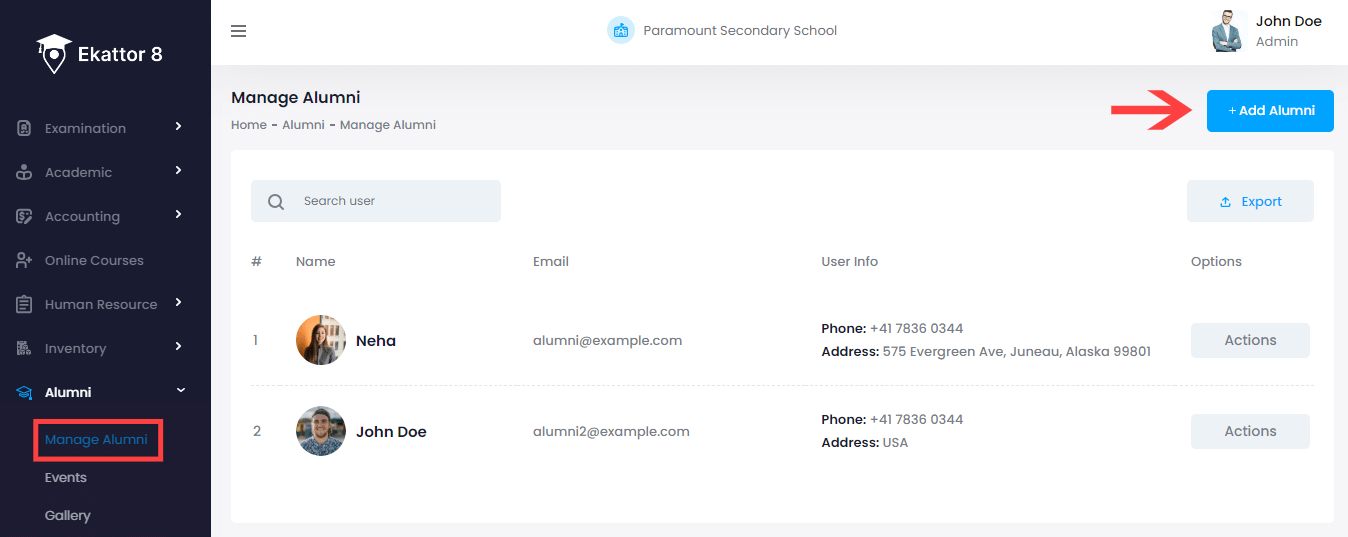 Ekattor 8
Examination
Academic
Accounting
Online Courses
Human Resource
Inventory
Alumni
Manage Alumni
Events
Gallery
Paramount Secondary School
John Doe
Admin
Manage Alumni
Home - Alumni - Manage Alumni
+ Add Alumni
Search user
Export
# Name Email User Info Options
1 Neha alumni@example.com Phone: +41 7836 0344 Actions
Address: 575 Evergreen Ave, Juneau, Alaska 99801
2 John Doe alumni2@example.com Phone: +41 7836 0344 Actions
Address: USA